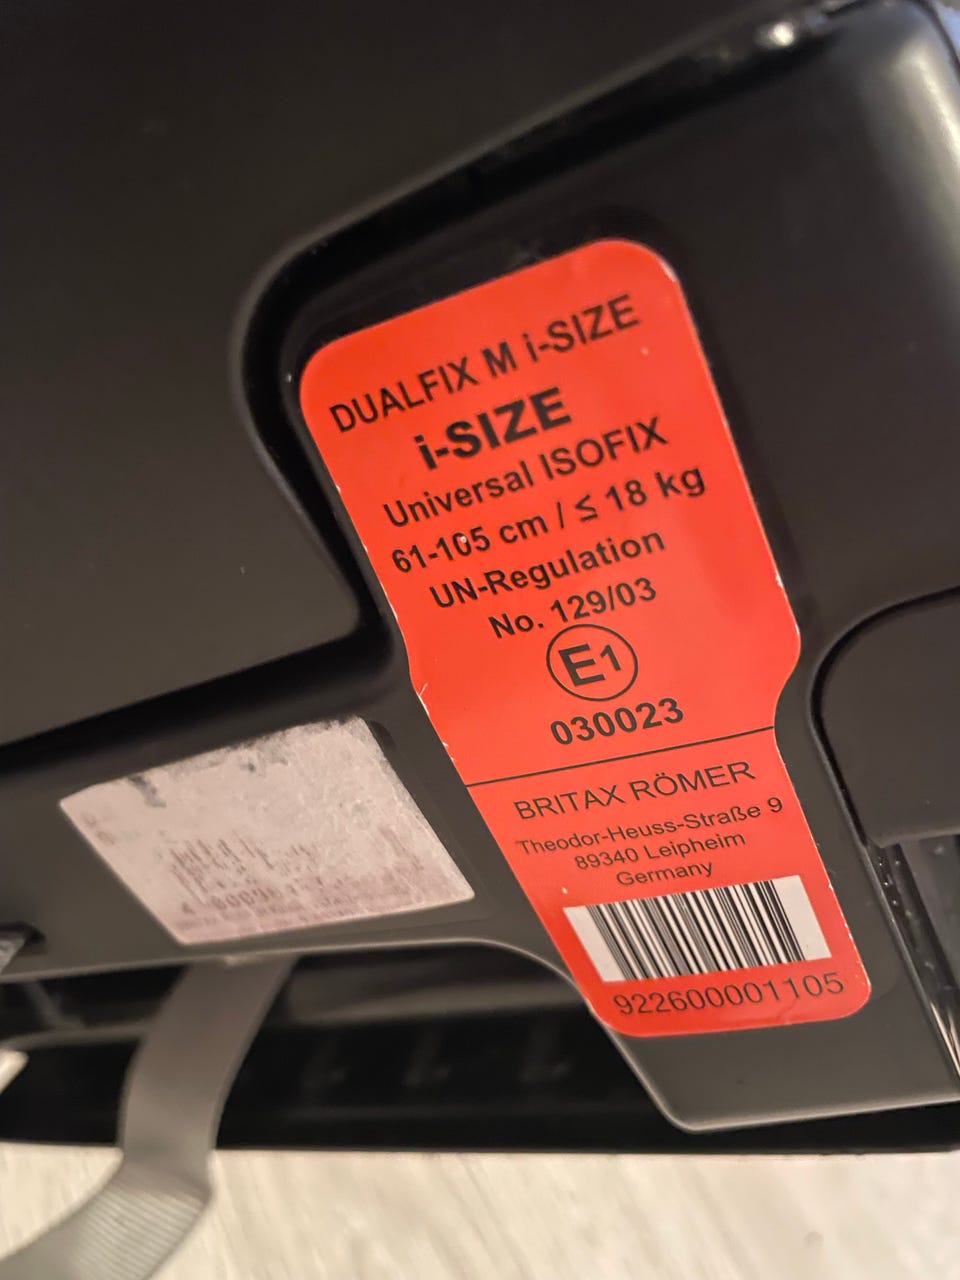 DUALFIX M i-SIZE
i-SIZE
Universal ISOFIX
61-105 cm / ≤ 18 kg
UN-Regulation
No. 129/03
E1
030023
BRITAX RÖMER
Theodor-Heuss-Straße 9
89340 Leipheim
Germany
922600001105